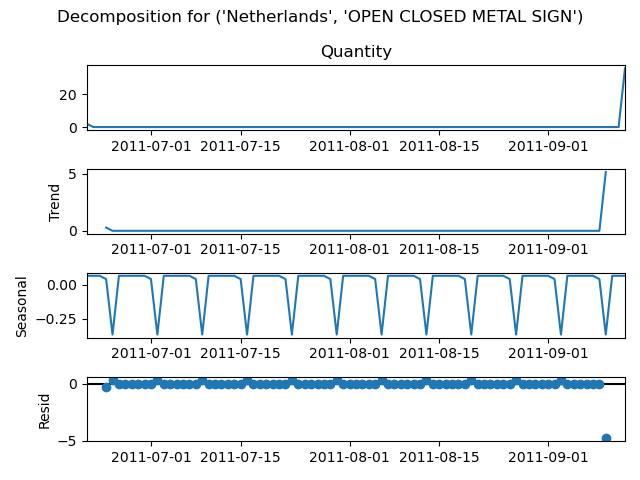 Decomposition for ('Netherlands', 'OPEN CLOSED METAL SIGN')
Quantity
20
0
2011-07-01 2011-07-15 2011-08-01 2011-08-15 2011-09-01
Trend
5
0
2011-07-01 2011-07-15 2011-08-01 2011-08-15 2011-09-01
Seasonal
0.00
−0.25
2011-07-01 2011-07-15 2011-08-01 2011-08-15 2011-09-01
Resid
0
−5
2011-07-01 2011-07-15 2011-08-01 2011-08-15 2011-09-01